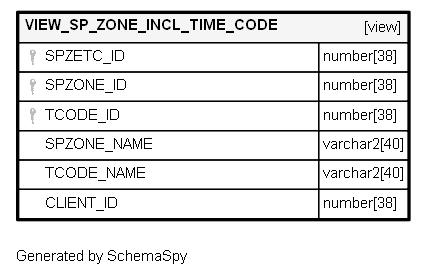 VIEW_SP_ZONE_INCL_TIME_CODE [view]
SPZETC_ID number[38]
SPZONE_ID number[38]
TCODE_ID number[38]
SPZONE_NAME varchar2[40]
TCODE_NAME varchar2[40]
CLIENT_ID number[38]
Generated by SchemaSpy